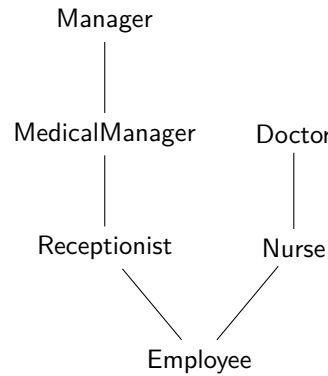 Manager
MedicalManager
Doctor
Receptionist
Nurse
Employee